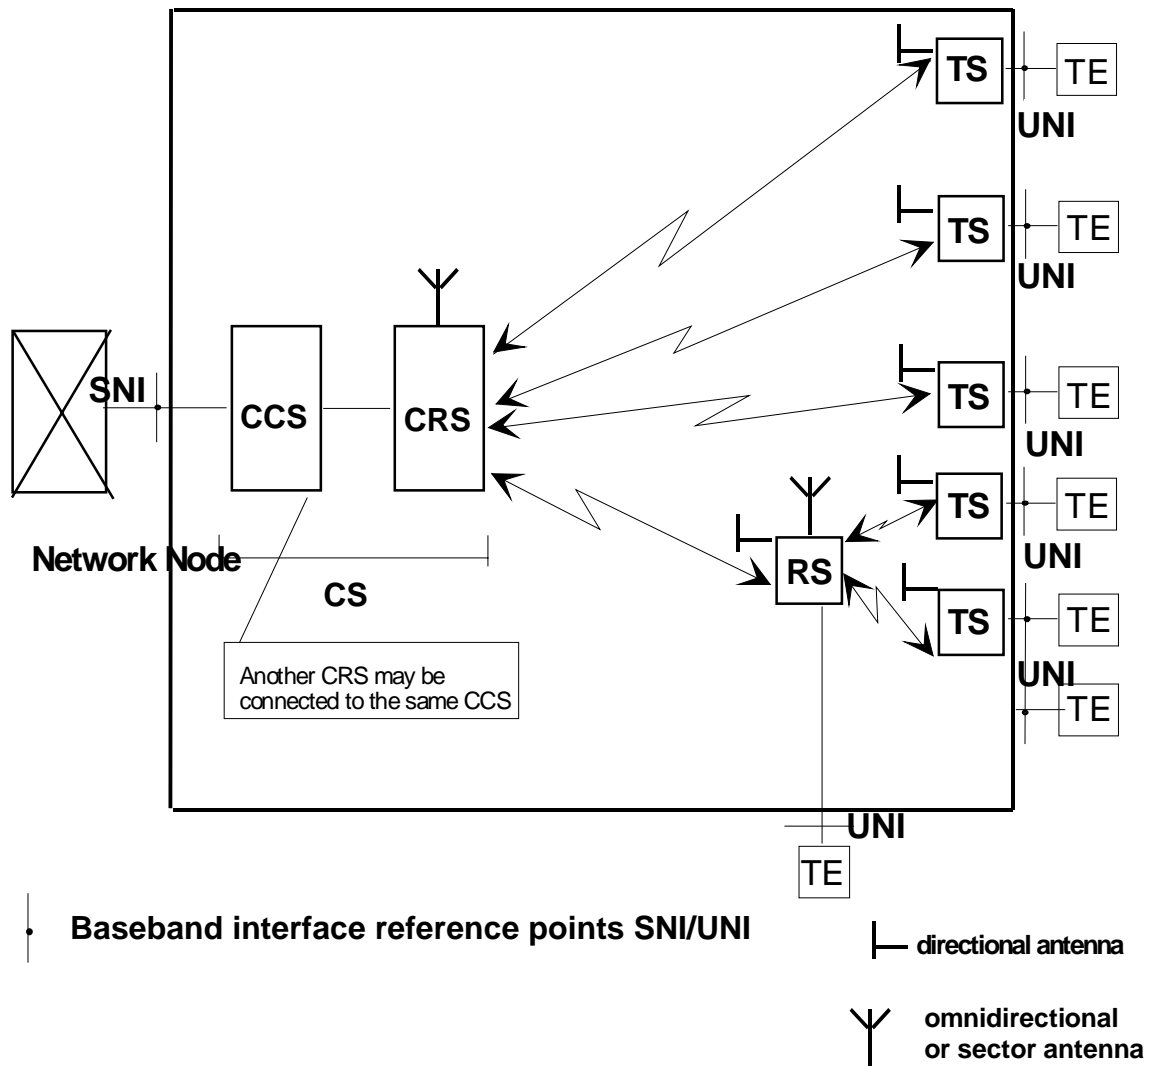 TS
TE
UNI
TS
TE
UNI
SNI
CCS
CRS
TS
TE
UNI
TS
TE
UNI
Network Node
CS
RS
TS
TE
UNI
TE
Another CRS may be
connected to the same CCS
UNI
TE
Baseband interface reference points SNI/UNI
directional antenna
omnidirectional
or sector antenna